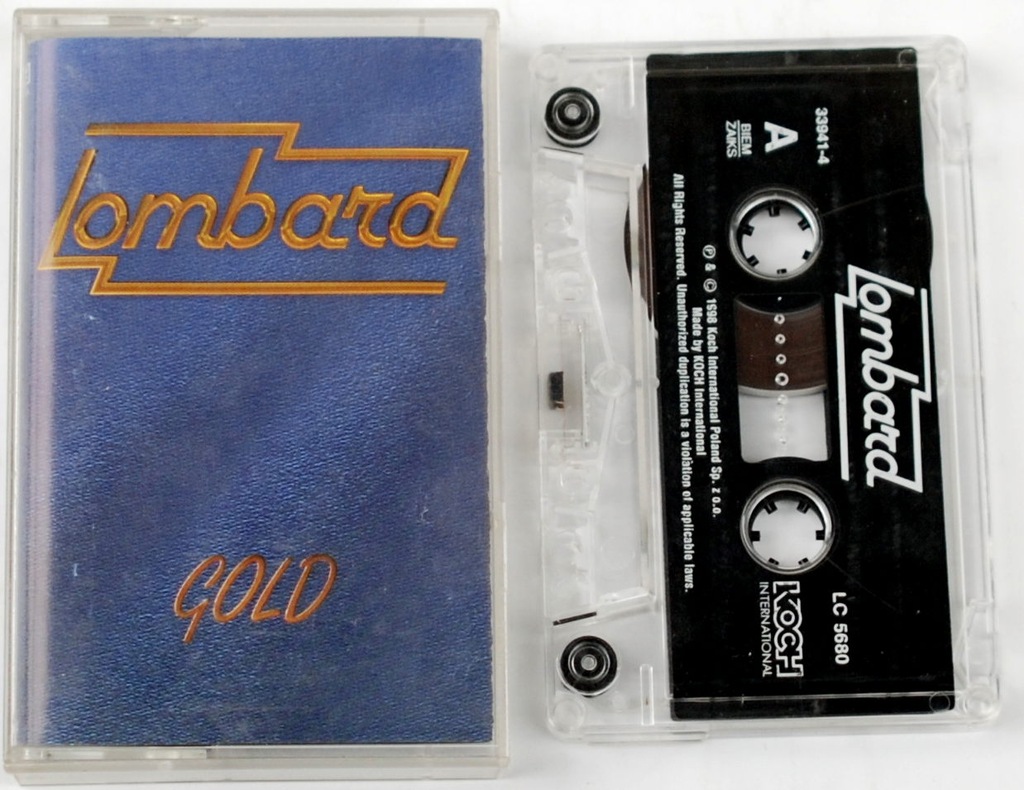 Lombard
GOLD
33941-4
A
BIEM
ZAIKS
Lombard
℗ & © 1998 Koch International Poland Sp. z o.o.
Made by KOCH International
All Rights Reserved. Unauthorized duplication is a violation of applicable laws.
LC 5680
KOCH
INTERNATIONAL